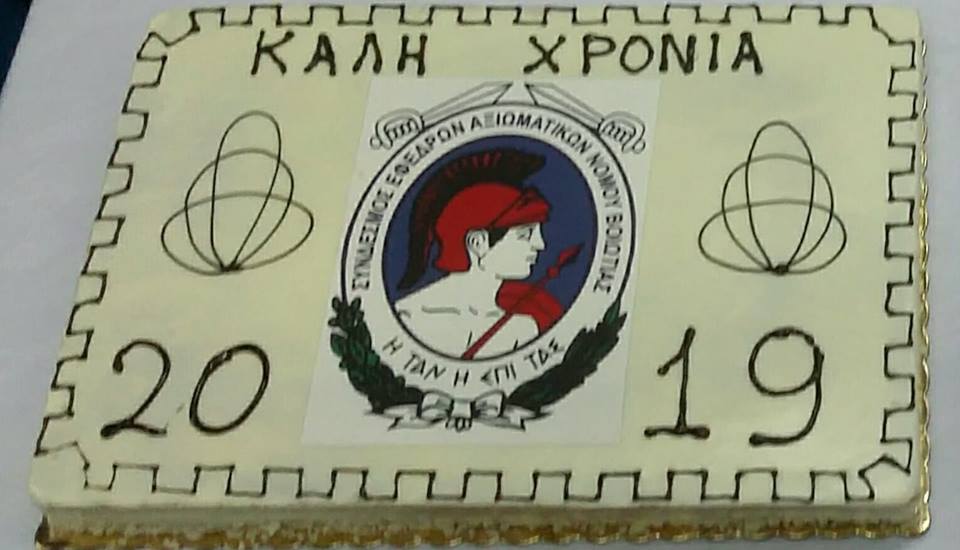 ΚΑΛΗ ΧΡΟΝΙΑ
ΣΥΝΔΕΣΜΟΣ ΕΦΕΔΡΩΝ ΑΞΙΩΜΑΤΙΚΩΝ ΝΟΜΟΥ ΒΟΙΩΤΙΑΣ
Η ΤΑΝ Η ΕΠΙ ΤΑΣ
20 19